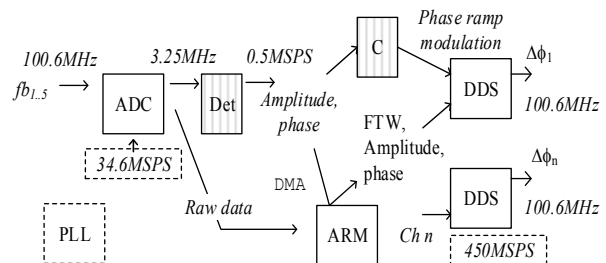 100.6MHz
fb1..5
ADC
34.6MSPS
3.25MHz
Det
0.5MSPS
Amplitude,
phase
C
Phase ramp
modulation
DDS
Δϕ1
100.6MHz
FTW,
Amplitude,
phase
DMA
Raw data
ARM
Ch n
DDS
Δϕn
100.6MHz
450MSPS
PLL